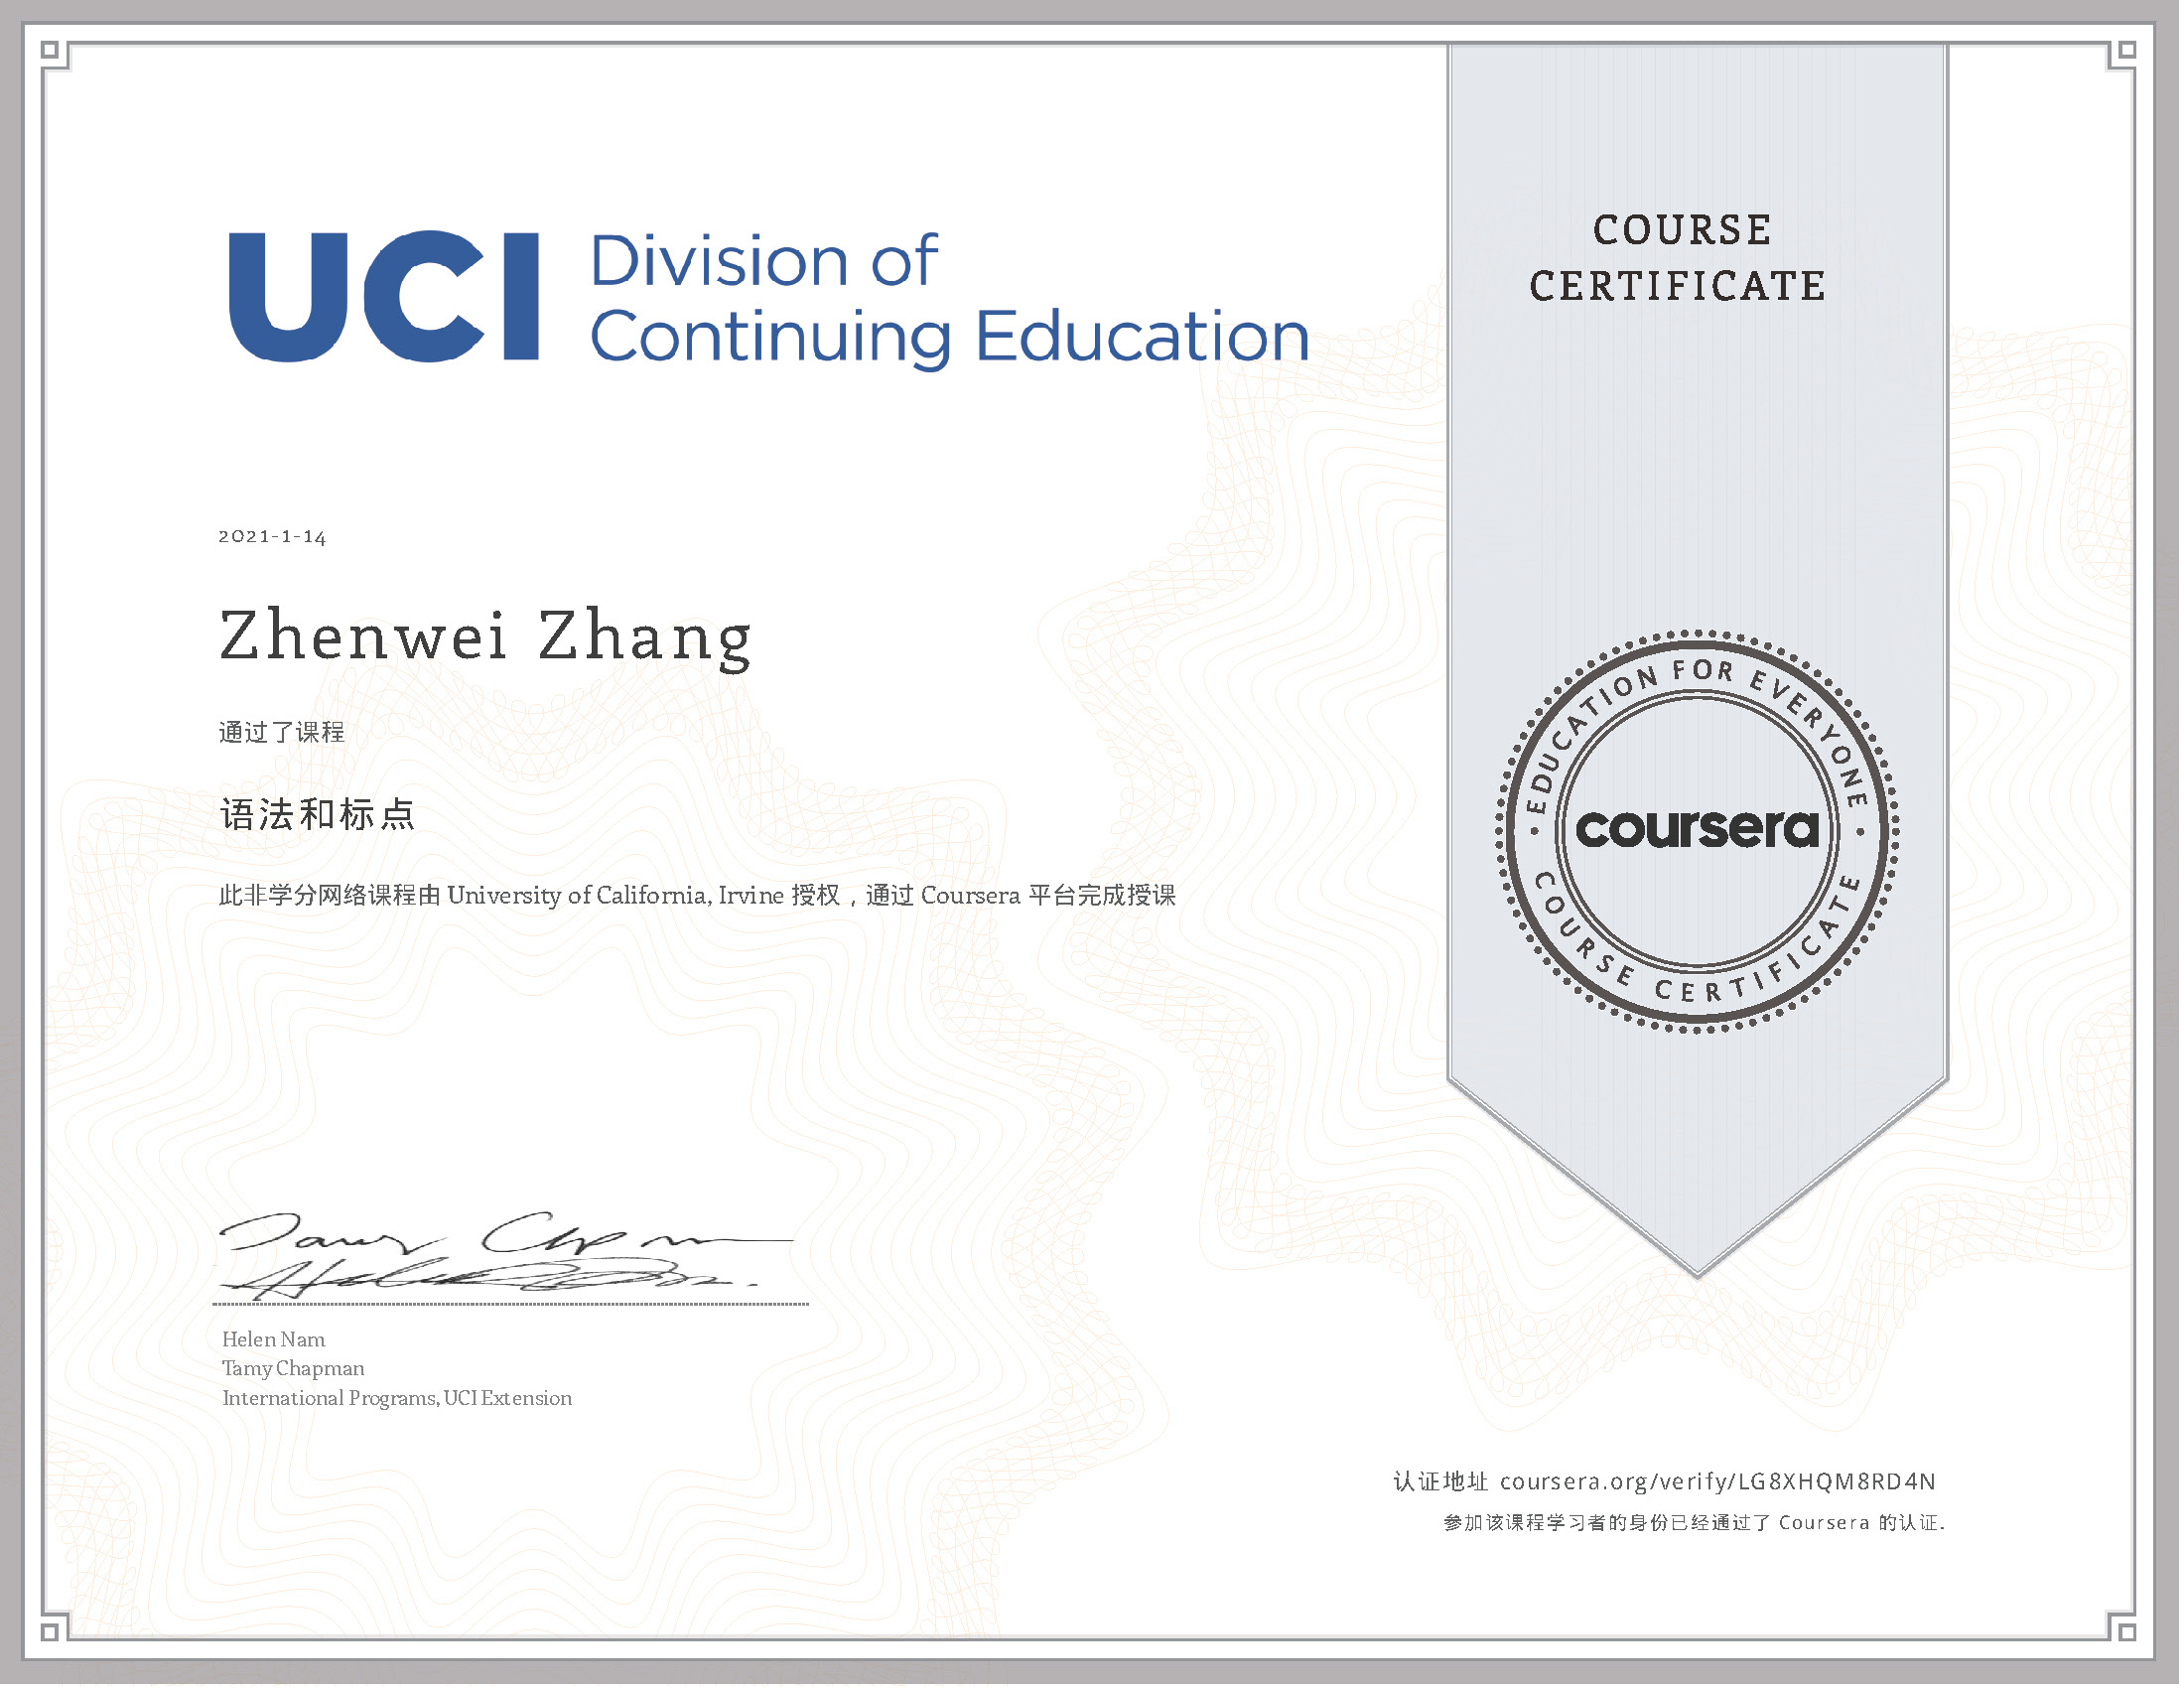 UCI Division of
Continuing Education
COURSE
CERTIFICATE
2021-1-14
Zhenwei Zhang
通过了课程
语法和标点
此非学分网络课程由 University of California, Irvine 授权，通过 Coursera 平台完成授课
EDUCATION FOR EVERYONE
coursera
COURSE CERTIFICATE
Helen Nam
Tamy Chapman
International Programs, UCI Extension
认证地址 coursera.org/verify/LG8XHQM8RD4N
参加该课程学习者的身份已经通过了 Coursera 的认证.